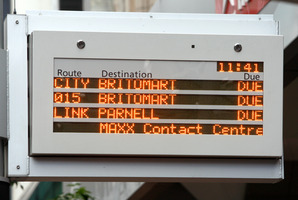 11:41
Route Destination Due
CITY BRITOMART DUE
015 BRITOMART DUE
LINK PARNELL DUE
MAXX Contact Centre